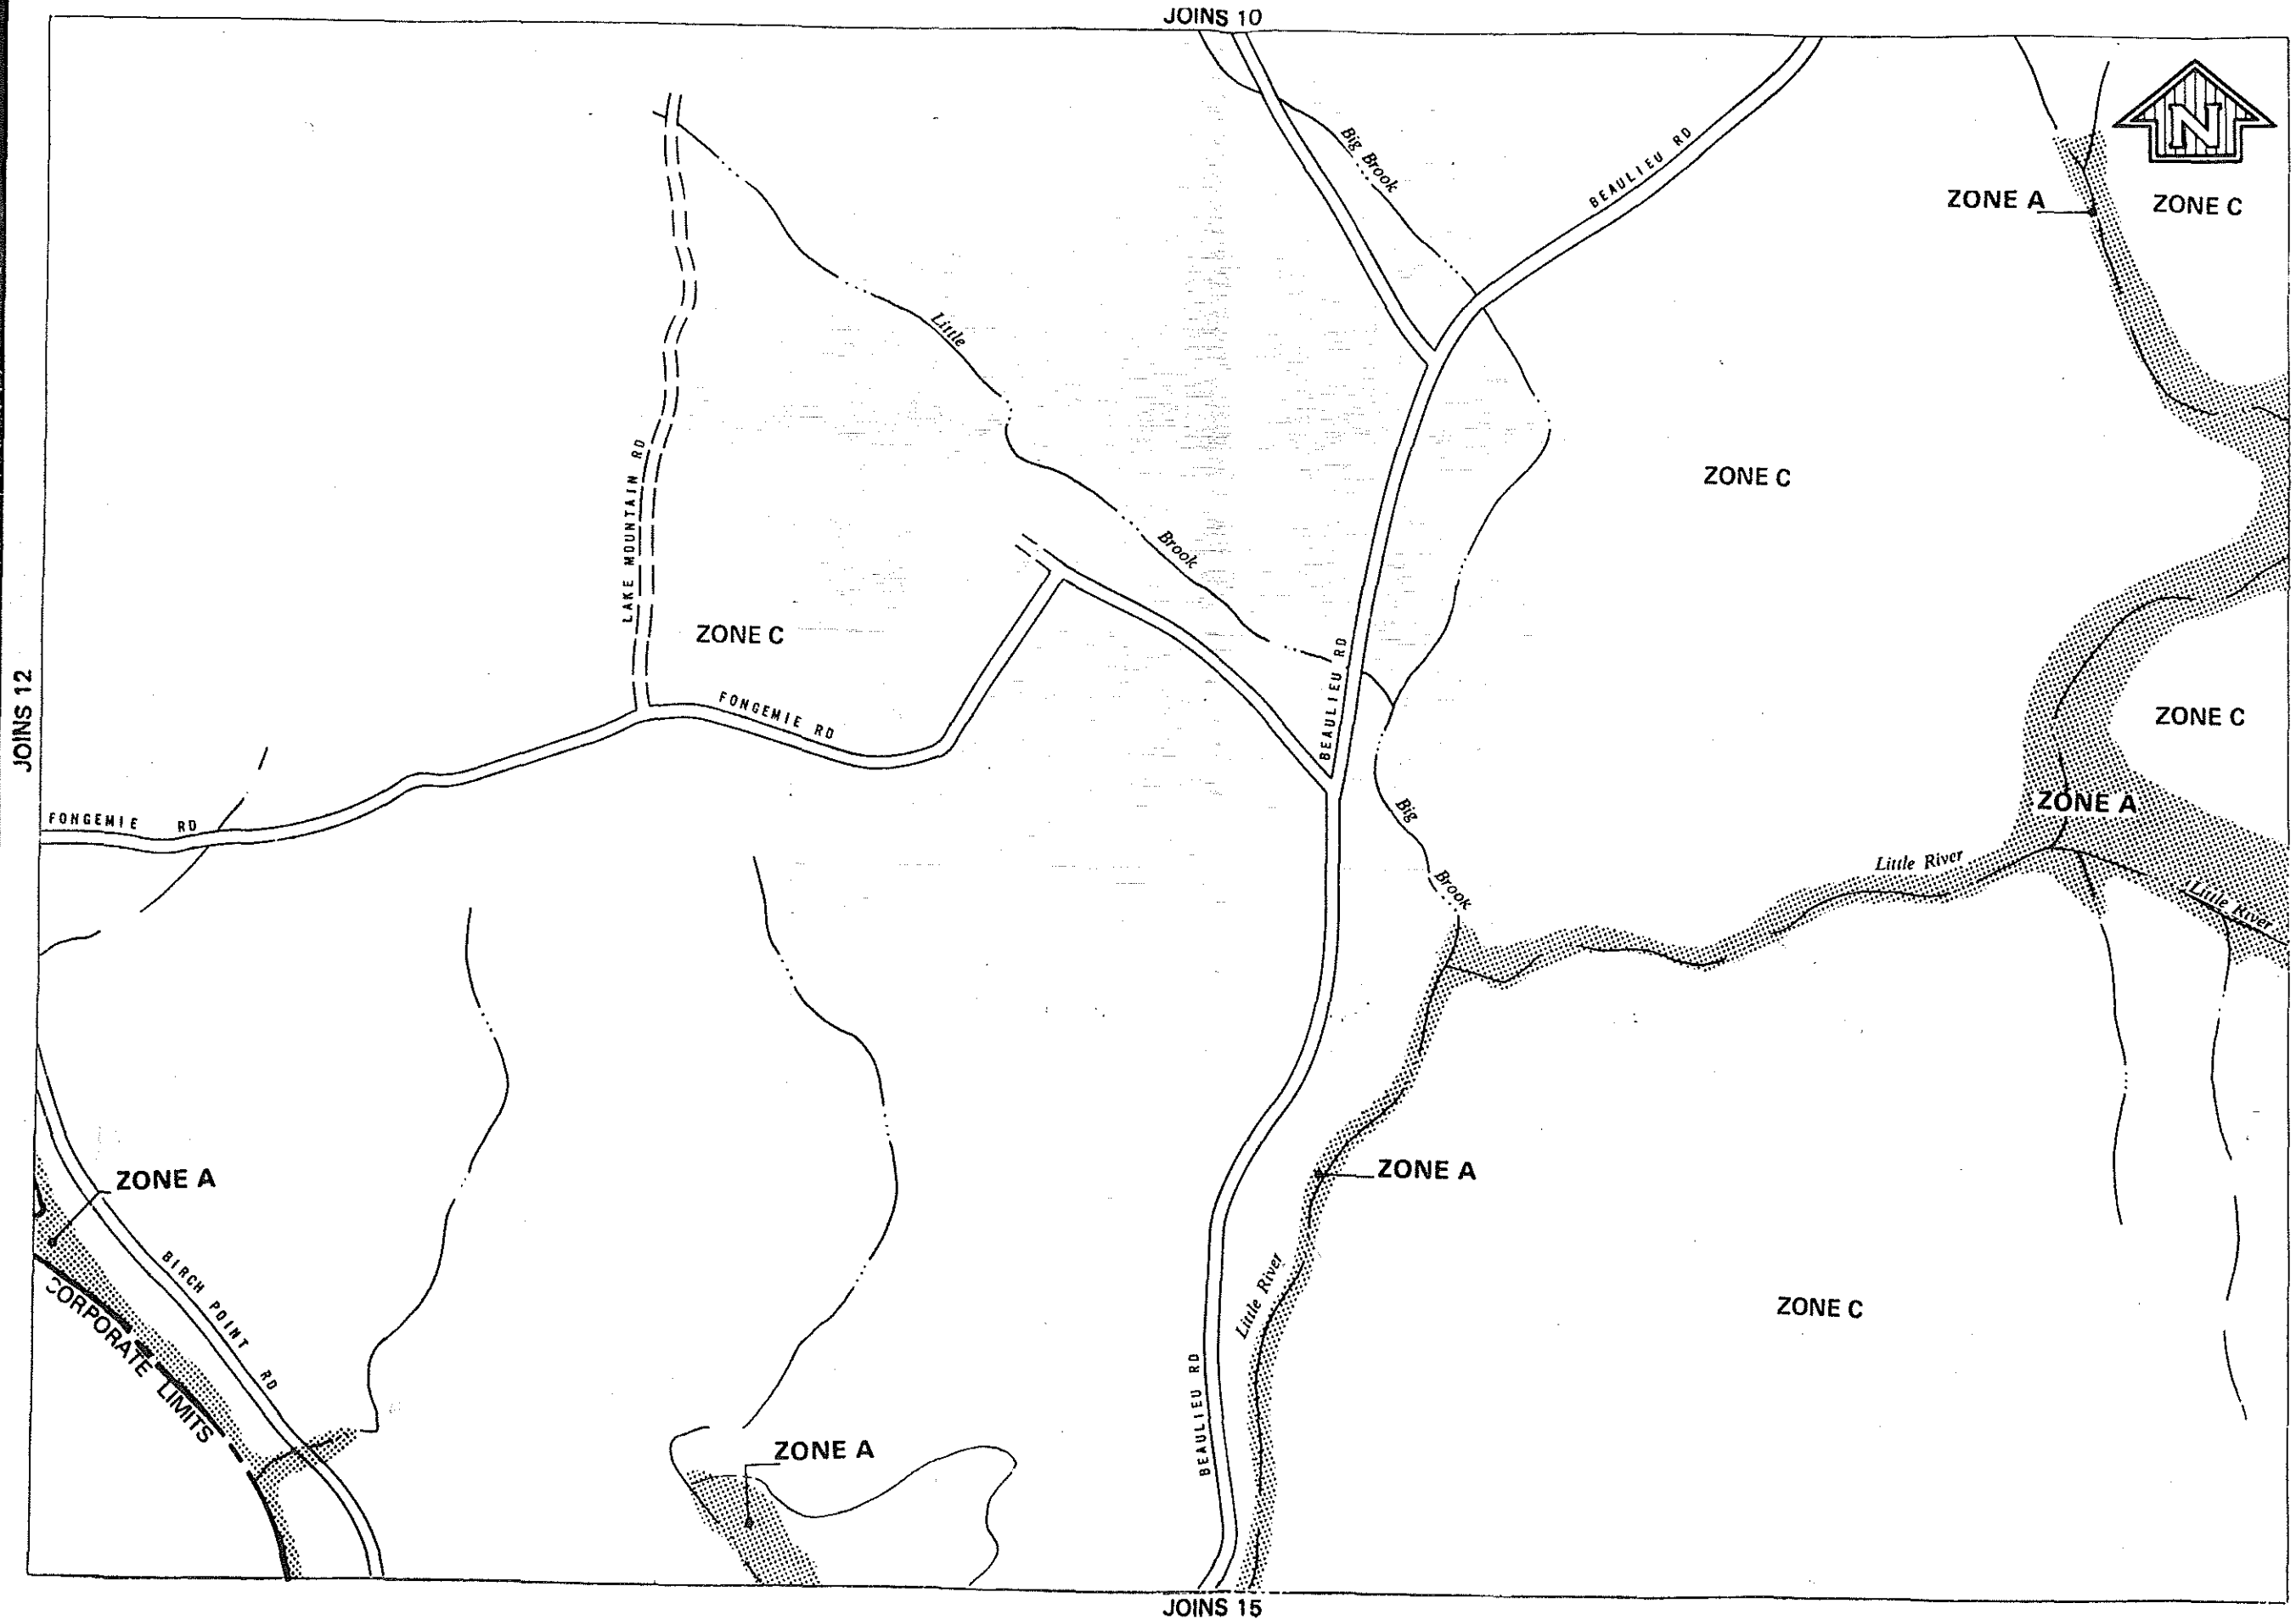 JOINS 10
N
Big Brook
BEAULIEU RD
ZONE A
ZONE C
Little
LAKE MOUNTAIN RD
ZONE C
Brook
ZONE C
BEAULIEU RD
JOINS 12
FONGEMIE RD
ZONE C
FONGEMIE RD
Big
ZONE A
Little River
Brook
Little River
ZONE A
ZONE A
BIRCH POINT RD
Little River
CORPORATE LIMITS
ZONE C
BEAULIEU RD
ZONE A
JOINS 15